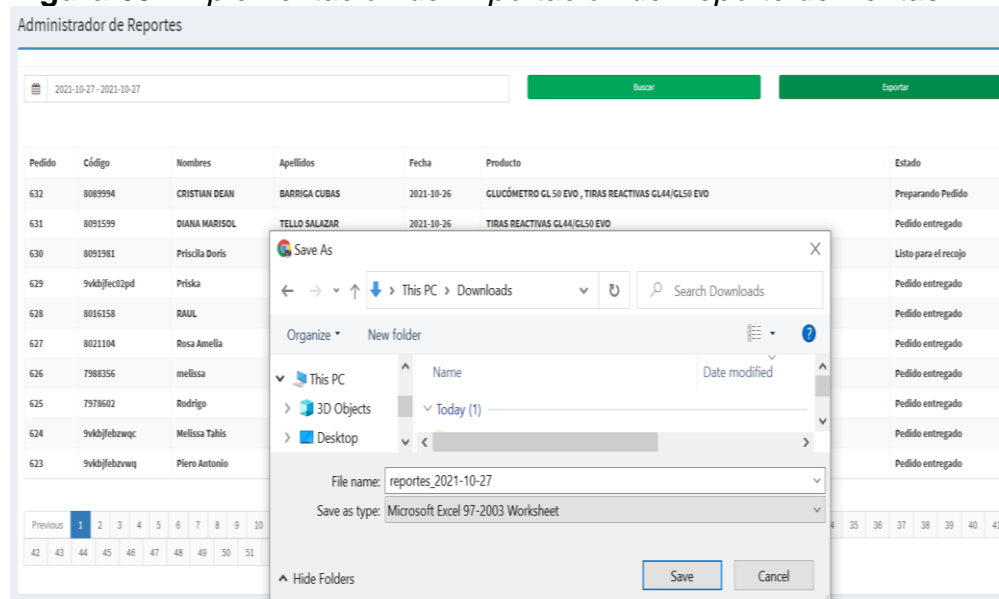 Administrador de Reportes
2021-10-27 - 2021-10-27 Buscar Exportar
Pedido Código Nombres Apellidos Fecha Producto Estado
632 8089994 CRISTIAN DEAN BARRIGA CUBAS 2021-10-26 GLUCÓMETRO GL 50 EVO , TIRAS REACTIVAS GL44/GL50 EVO Preparando Pedido
631 8091599 DIANA MARISOL TELLO SALAZAR 2021-10-26 TIRAS REACTIVAS GL44/GL50 EVO Pedido entregado
630 8091981 Priscila Doris Listo para el recojo
629 9vkbjfec02pd Priska Pedido entregado
628 8016158 RAUL Pedido entregado
627 8021104 Rosa Amelia Pedido entregado
626 7988356 melissa Pedido entregado
625 7978602 Rodrigo Pedido entregado
624 9vkbjfebzwqc Melissa Tahis Pedido entregado
623 9vkbjfebzvwq Piero Antonio Pedido entregado
Previous 1 2 3 4 5 6 7 8 9 10 35 36 37 38 39 40 41
42 43 44 45 46 47 48 49 50 51
Save As
This PC > Downloads Search Downloads
Organize New folder
This PC Name Date modified
3D Objects Today (1)
Desktop
File name: reportes_2021-10-27
Save as type: Microsoft Excel 97-2003 Worksheet
Hide Folders Save Cancel